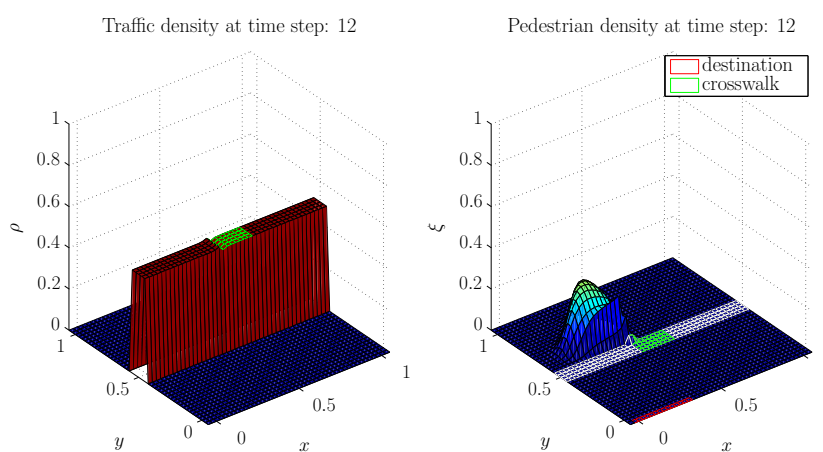 Traffic density at time step: 12
1
0.8
0.6
0.4
0.2
0
ρ
1
0.5
0
y
0
0.5
1
x
Pedestrian density at time step: 12
destination
crosswalk
1
0.8
0.6
0.4
0.2
0
ξ
1
0.5
0
y
0
0.5
x